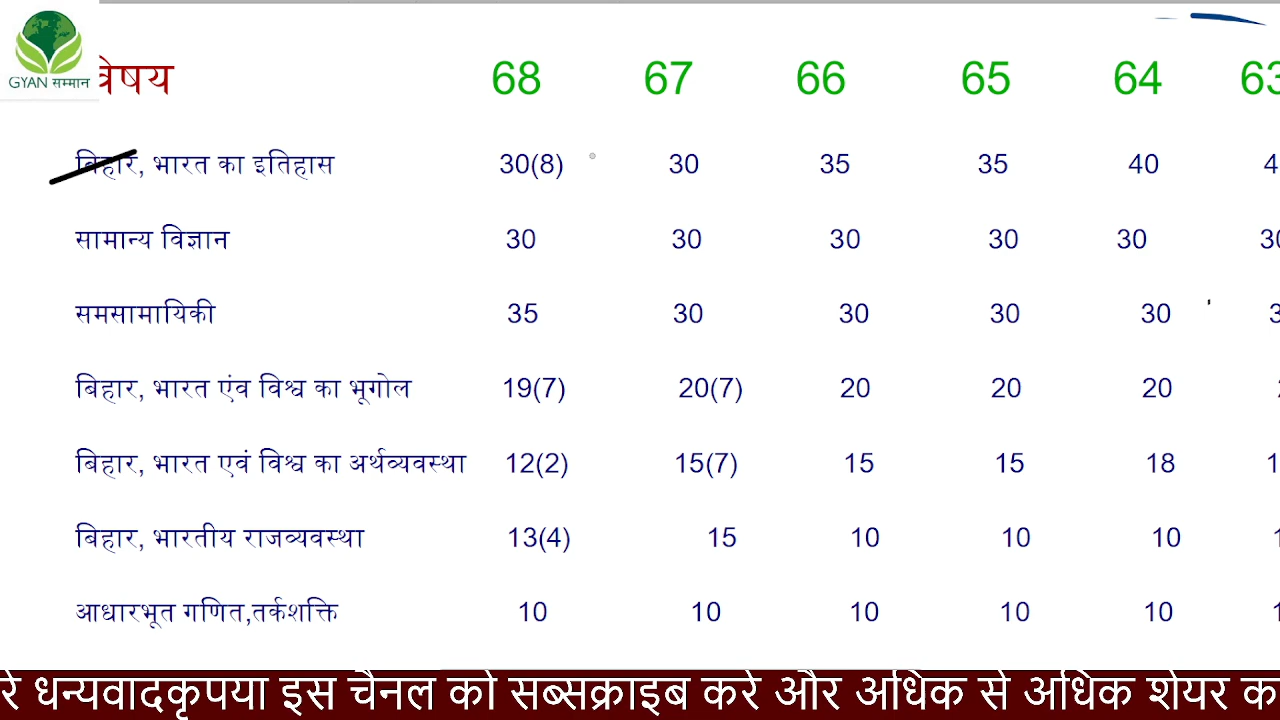 GYAN सम्मान
विषय 68 67 66 65 64 63
बिहार, भारत का इतिहास 30(8) 30 35 35 40
सामान्य विज्ञान 30 30 30 30 30 30
समसामायिकी 35 30 30 30 30
बिहार, भारत एंव विश्व का भूगोल 19(7) 20(7) 20 20 20
बिहार, भारत एवं विश्व का अर्थव्यवस्था 12(2) 15(7) 15 15 18
बिहार, भारतीय राजव्यवस्था 13(4) 15 10 10 10
आधारभूत गणित,तर्कशक्ति 10 10 10 10 10
रे धन्यवादकृपया इस चैनल को सब्सक्राइब करे और अधिक से अधिक शेयर क